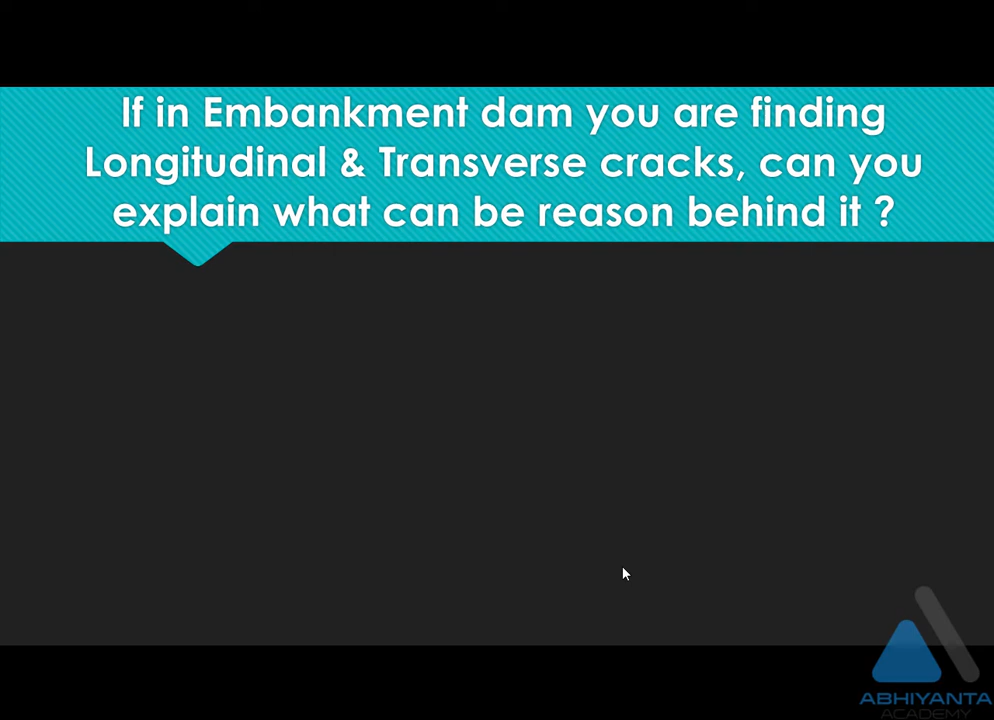 If in Embankment dam you are finding
Longitudinal & Transverse cracks, can you
explain what can be reason behind it ?
ABHIYANTA
ACADEMY